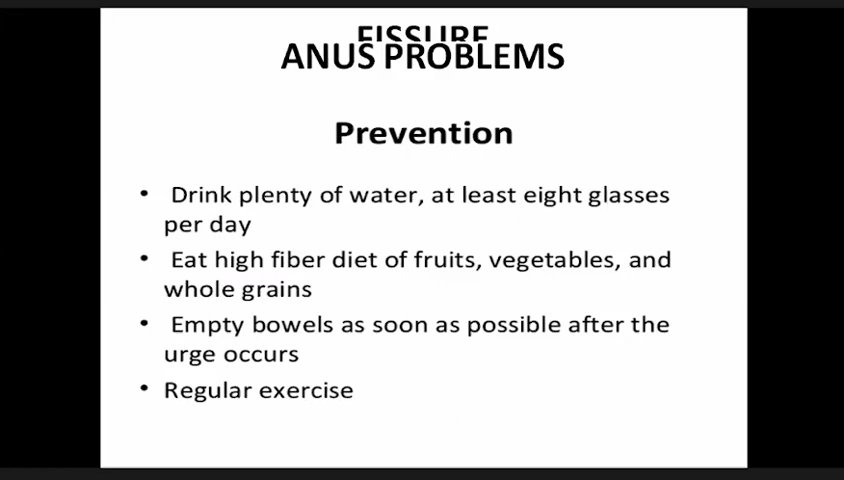 FISSURE
ANUS PROBLEMS
Prevention
• Drink plenty of water, at least eight glasses
per day
• Eat high fiber diet of fruits, vegetables, and
whole grains
• Empty bowels as soon as possible after the
urge occurs
• Regular exercise